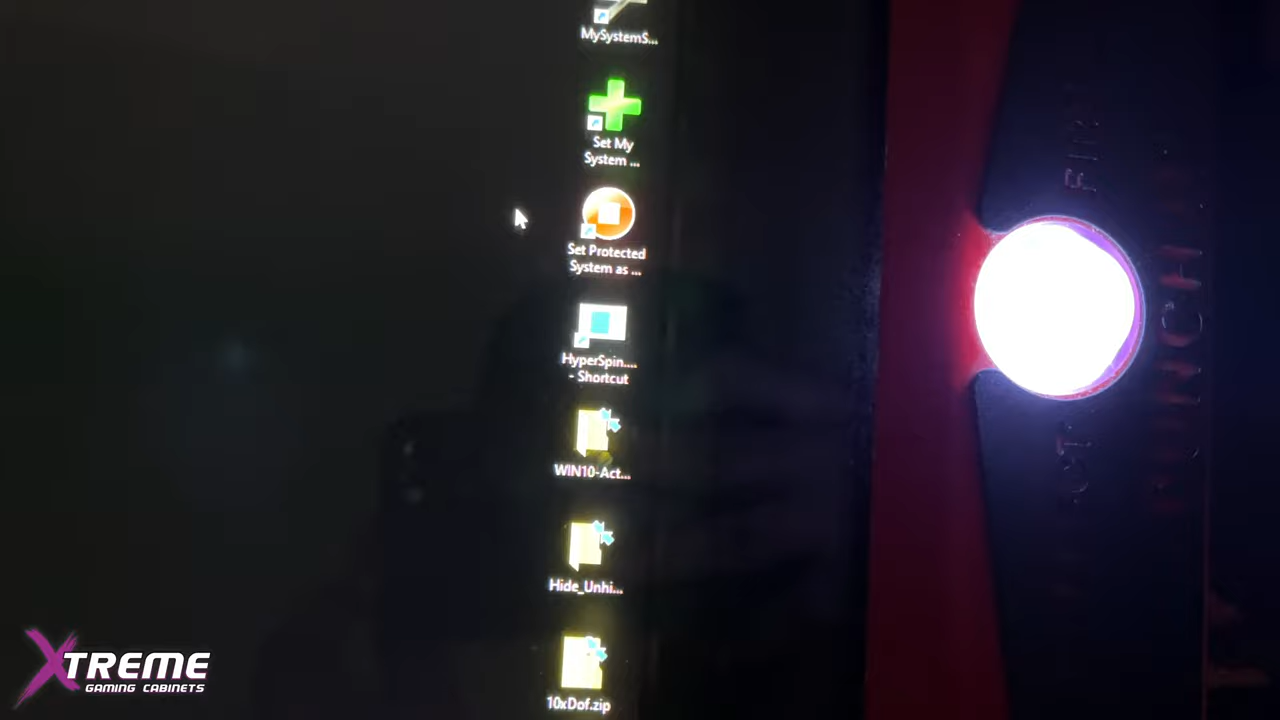 MySystemS...
Set My
System ...
Set Protected
System as ...
HyperSpin....
- Shortcut
WIN10-Act...
Hide_Unhi...
10xDof.zip
XTREME
GAMING CABINETS